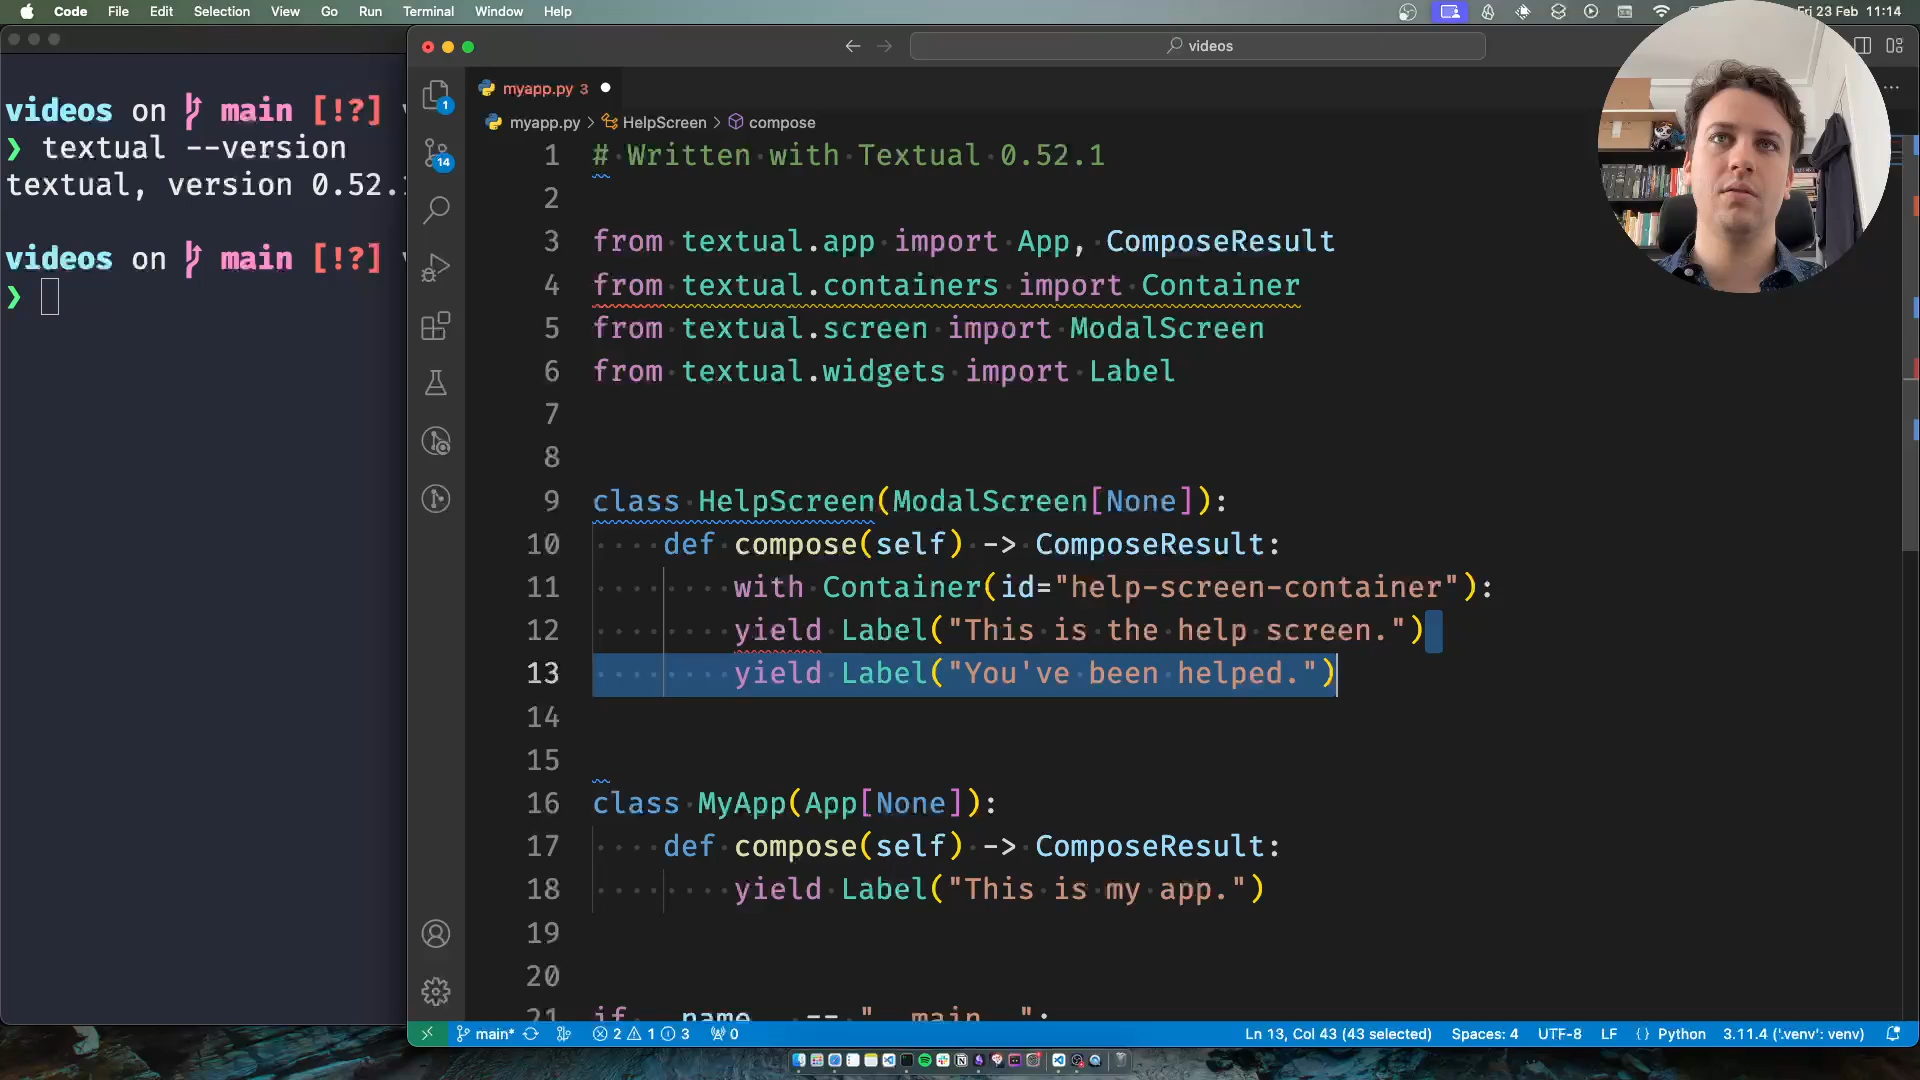 Code File Edit Selection View Go Run Terminal Window Help
Fri 23 Feb 11:14
videos on main [!?]
❯ textual --version
textual, version 0.52.
videos on main [!?]
❯
videos
myapp.py 3
myapp.py > HelpScreen > compose
1 # Written with Textual 0.52.1
2
3 from textual.app import App, ComposeResult
4 from textual.containers import Container
5 from textual.screen import ModalScreen
6 from textual.widgets import Label
7
8
9 class HelpScreen(ModalScreen[None]):
10 def compose(self) -> ComposeResult:
11 with Container(id="help-screen-container"):
12 yield Label("This is the help screen.")
13 yield Label("You've been helped.")
14
15
16 class MyApp(App[None]):
17 def compose(self) -> ComposeResult:
18 yield Label("This is my app.")
19
20
21 if __name__ == "__main__":
1
14
main* 2 1 3 0 Ln 13, Col 43 (43 selected) Spaces: 4 UTF-8 LF { } Python 3.11.4 ('.venv': venv)